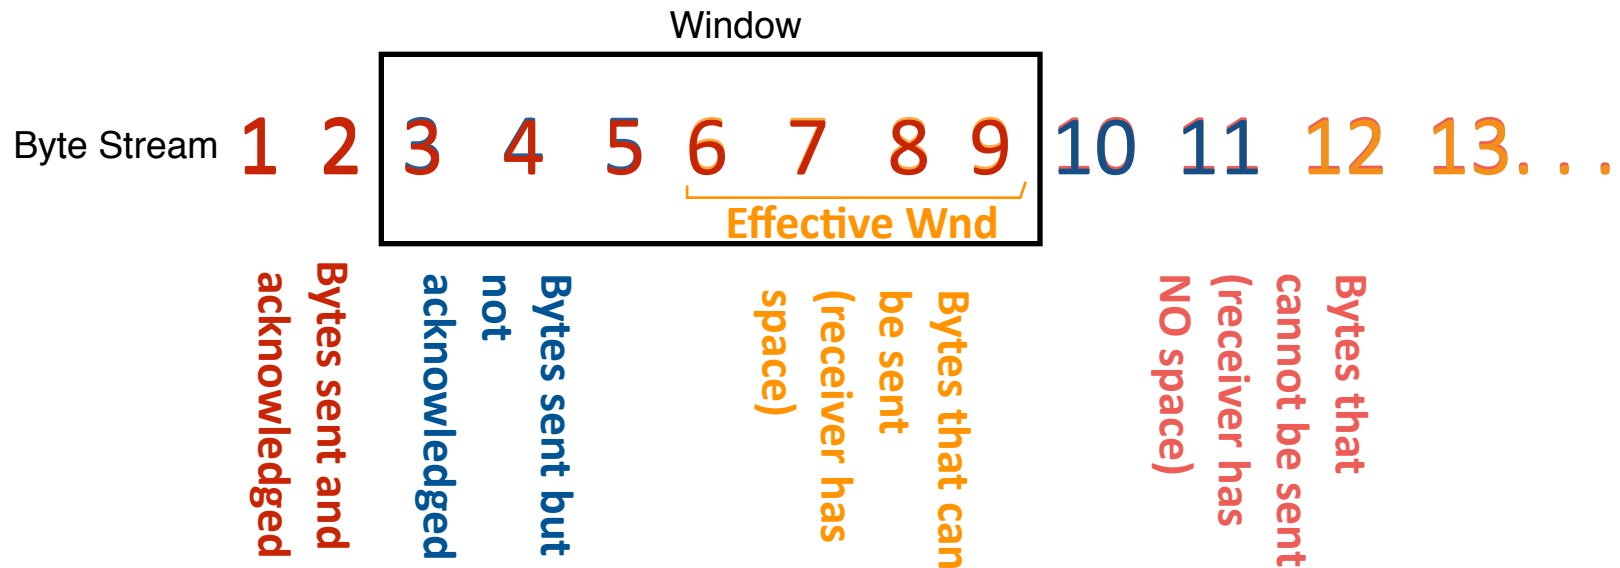 Window
Byte Stream 1 2 3 4 5 6 7 8 9 10 11 12 13. . .
Effective Wnd
Bytes sent and
acknowledged
Bytes sent but
not
acknowledged
Bytes that can
be sent
(receiver has
space)
Bytes that
cannot be sent
(receiver has
NO space)